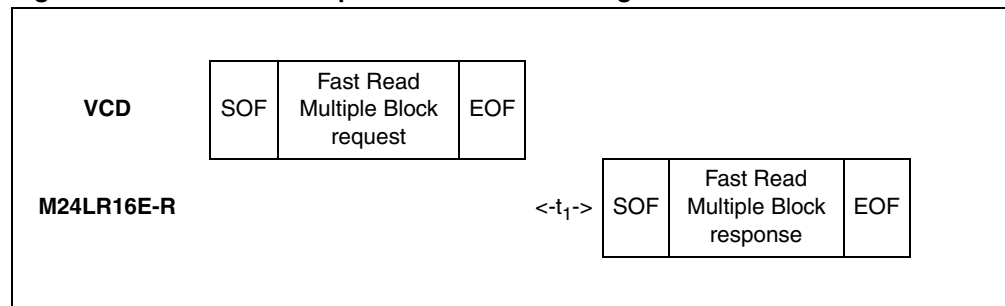 VCD
SOF
Fast Read
Multiple Block
request
EOF
M24LR16E-R
<-t₁->
SOF
Fast Read
Multiple Block
response
EOF